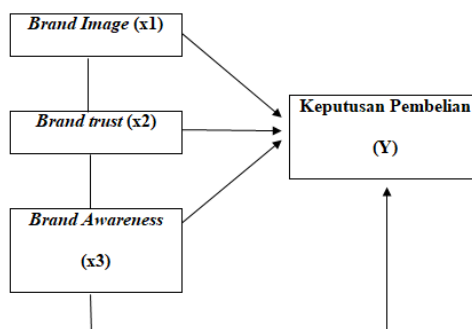 Brand Image (x1)
Brand trust (x2)
Keputusan Pembelian
(Y)
Brand Awareness
(x3)